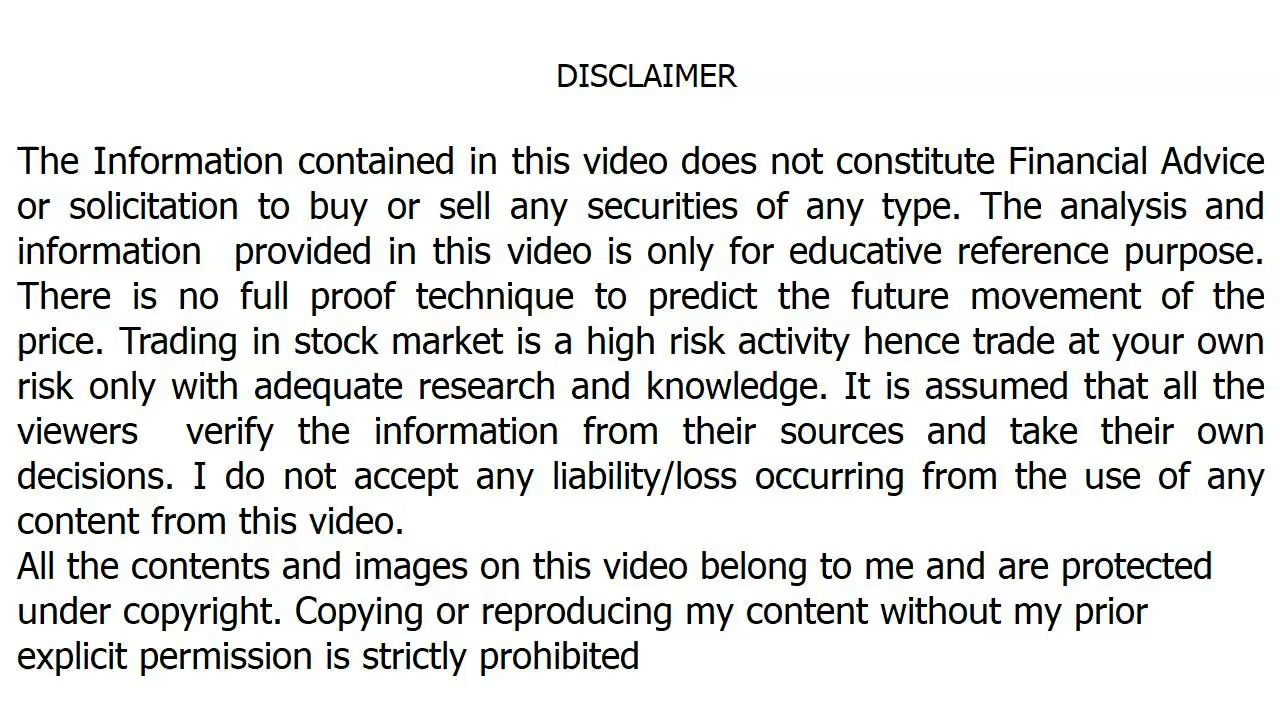 DISCLAIMER
The Information contained in this video does not constitute Financial Advice
or solicitation to buy or sell any securities of any type. The analysis and
information provided in this video is only for educative reference purpose.
There is no full proof technique to predict the future movement of the
price. Trading in stock market is a high risk activity hence trade at your own
risk only with adequate research and knowledge. It is assumed that all the
viewers verify the information from their sources and take their own
decisions. I do not accept any liability/loss occurring from the use of any
content from this video.
All the contents and images on this video belong to me and are protected
under copyright. Copying or reproducing my content without my prior
explicit permission is strictly prohibited